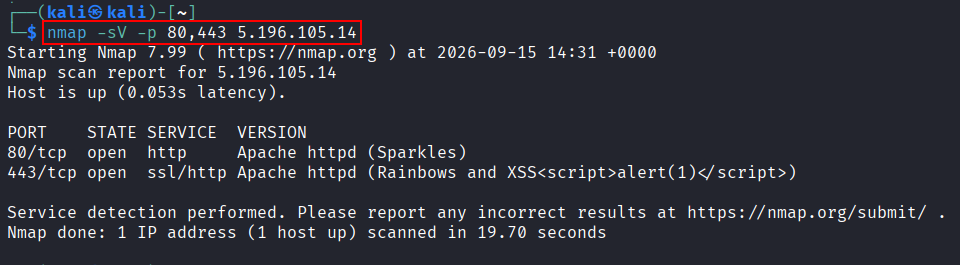 ┌──(kali㉿kali)-[~]
└─$ nmap -sV -p 80,443 5.196.105.14
Starting Nmap 7.99 ( https://nmap.org ) at 2026-09-15 14:31 +0000
Nmap scan report for 5.196.105.14
Host is up (0.053s latency).

PORT    STATE SERVICE  VERSION
80/tcp  open  http     Apache httpd (Sparkles)
443/tcp open  ssl/http Apache httpd (Rainbows and XSS<script>alert(1)</script>)

Service detection performed. Please report any incorrect results at https://nmap.org/submit/ .
Nmap done: 1 IP address (1 host up) scanned in 19.70 seconds